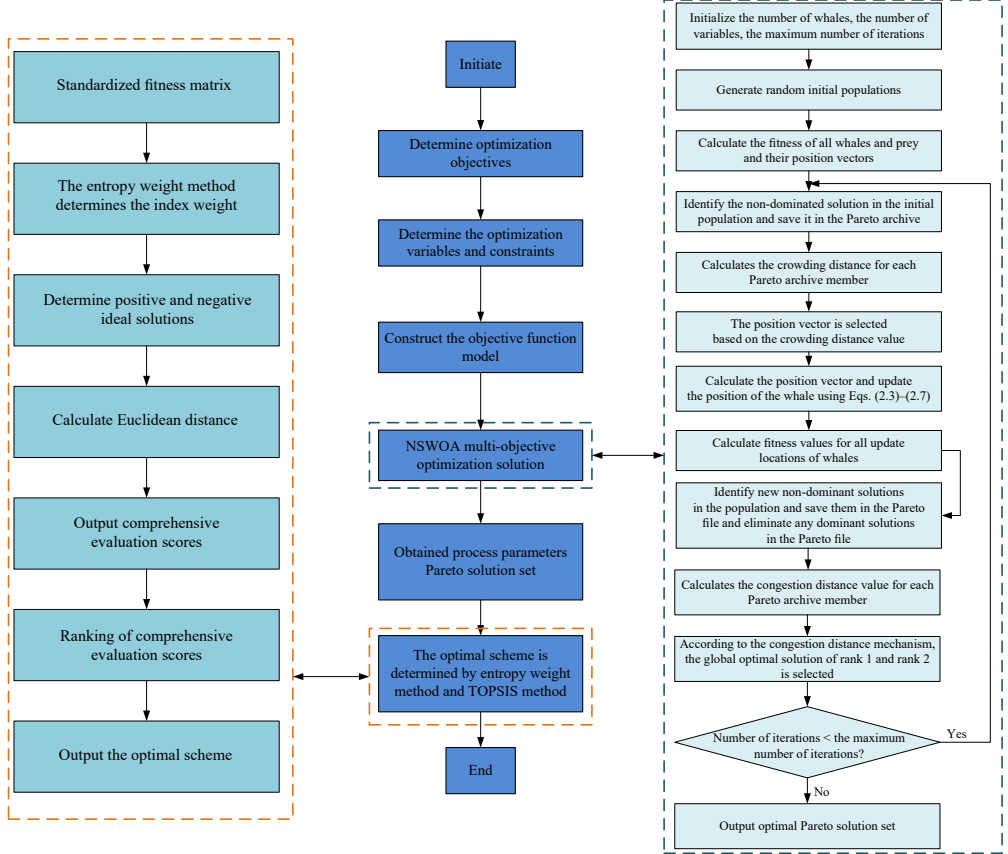 Standardized fitness matrix
The entropy weight method
determines the index weight
Determine positive and negative
ideal solutions
Calculate Euclidean distance
Output comprehensive
evaluation scores
Ranking of comprehensive
evaluation scores
Output the optimal scheme
Initiate
Determine optimization
objectives
Determine the optimization
variables and constraints
Construct the objective function
model
NSWOA multi-objective
optimization solution
Obtained process parameters
Pareto solution set
The optimal scheme is
determined by entropy weight
method and TOPSIS method
End
Initialize the number of whales, the number of
variables, the maximum number of iterations
Generate random initial populations
Calculate the fitness of all whales and prey
and their position vectors
Identify the non-dominated solution in the initial
population and save it in the Pareto archive
Calculates the crowding distance for each
Pareto archive member
The position vector is selected
based on the crowding distance value
Calculate the position vector and update
the position of the whale using Eqs. (2.3)–(2.7)
Calculate fitness values for all update
locations of whales
Identify new non-dominant solutions
in the population and save them in the Pareto
file and eliminate any dominant solutions
in the Pareto file
Calculates the congestion distance value for each
Pareto archive member
According to the congestion distance mechanism,
the global optimal solution of rank 1 and rank 2
is selected
Number of iterations < the maximum
number of iterations?
Yes
No
Output optimal Pareto solution set